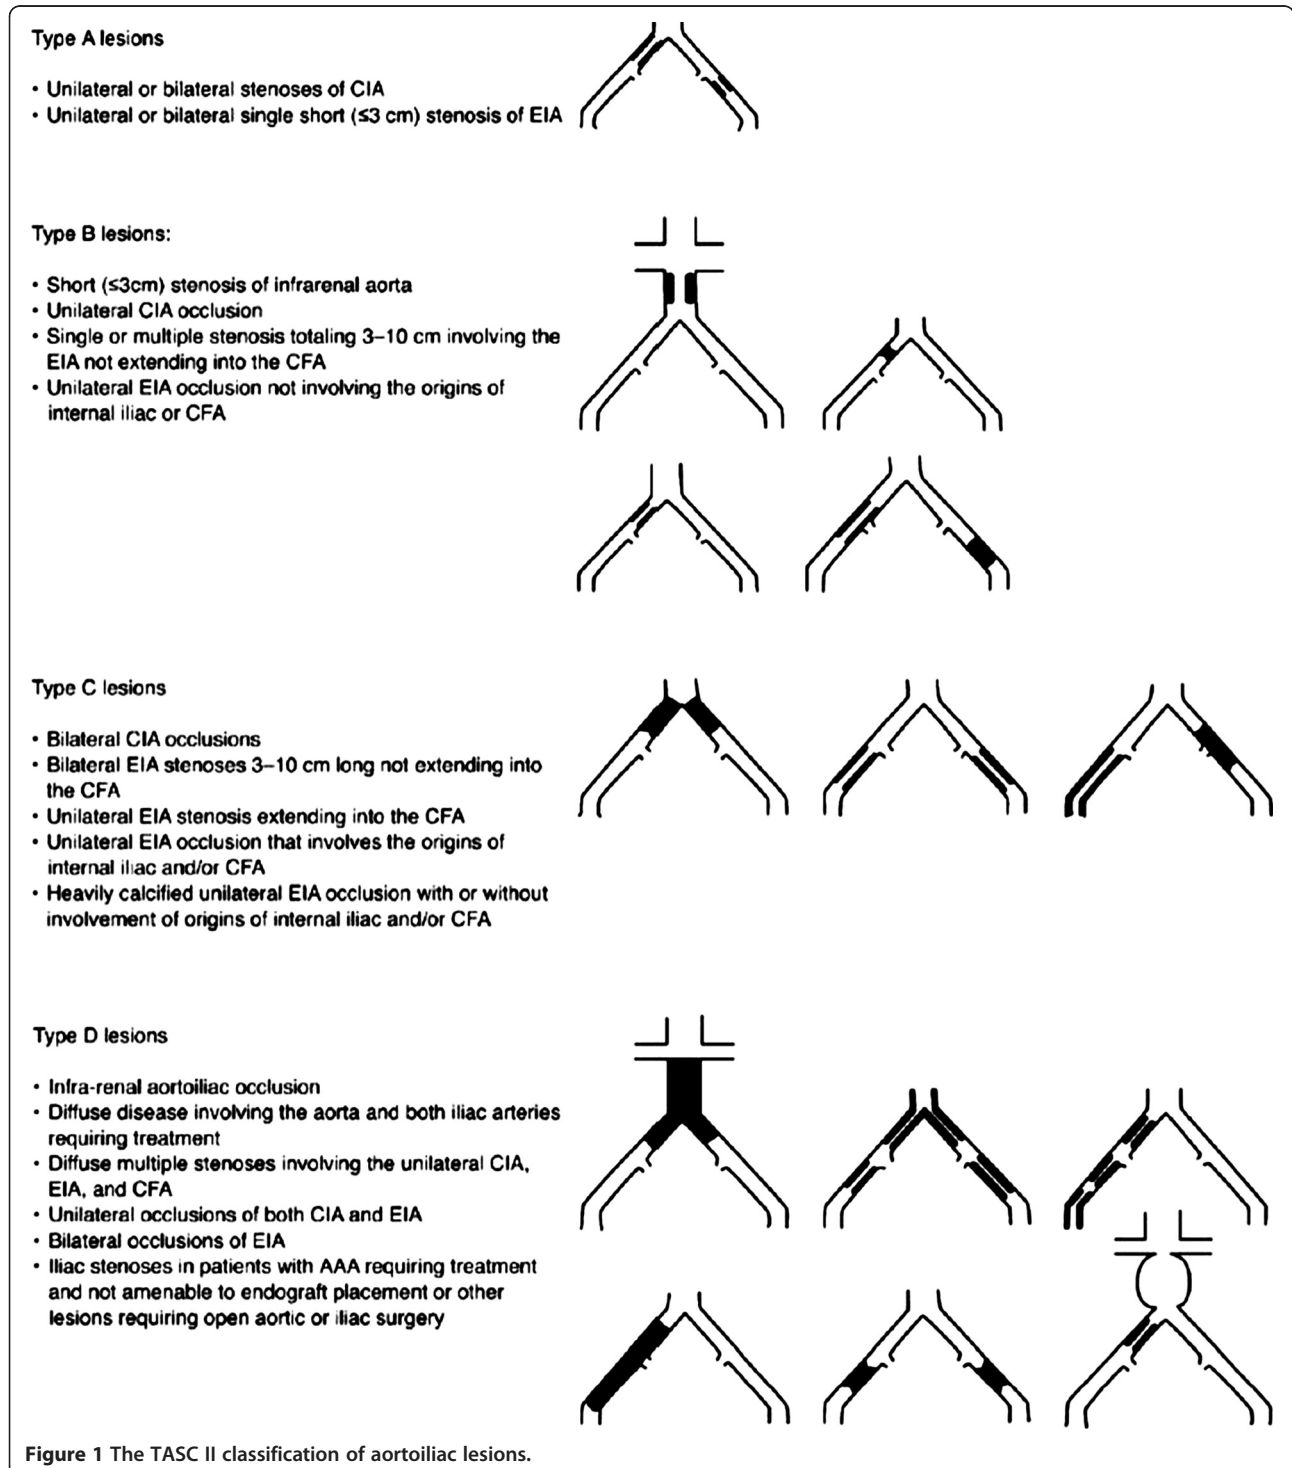 Type A lesions
• Unilateral or bilateral stenoses of CIA
• Unilateral or bilateral single short (≤3 cm) stenosis of EIA
Type B lesions:
• Short (≤3cm) stenosis of infrarenal aorta
• Unilateral CIA occlusion
• Single or multiple stenosis totaling 3–10 cm involving the
EIA not extending into the CFA
• Unilateral EIA occlusion not involving the origins of
internal iliac or CFA
Type C lesions
• Bilateral CIA occlusions
• Bilateral EIA stenoses 3–10 cm long not extending into
the CFA
• Unilateral EIA stenosis extending into the CFA
• Unilateral EIA occlusion that involves the origins of
internal iliac and/or CFA
• Heavily calcified unilateral EIA occlusion with or without
involvement of origins of internal iliac and/or CFA
Type D lesions
• Infra-renal aortoiliac occlusion
• Diffuse disease involving the aorta and both iliac arteries
requiring treatment
• Diffuse multiple stenoses involving the unilateral CIA,
EIA, and CFA
• Unilateral occlusions of both CIA and EIA
• Bilateral occlusions of EIA
• Iliac stenoses in patients with AAA requiring treatment
and not amenable to endograft placement or other
lesions requiring open aortic or iliac surgery
Figure 1 The TASC II classification of aortoiliac lesions.